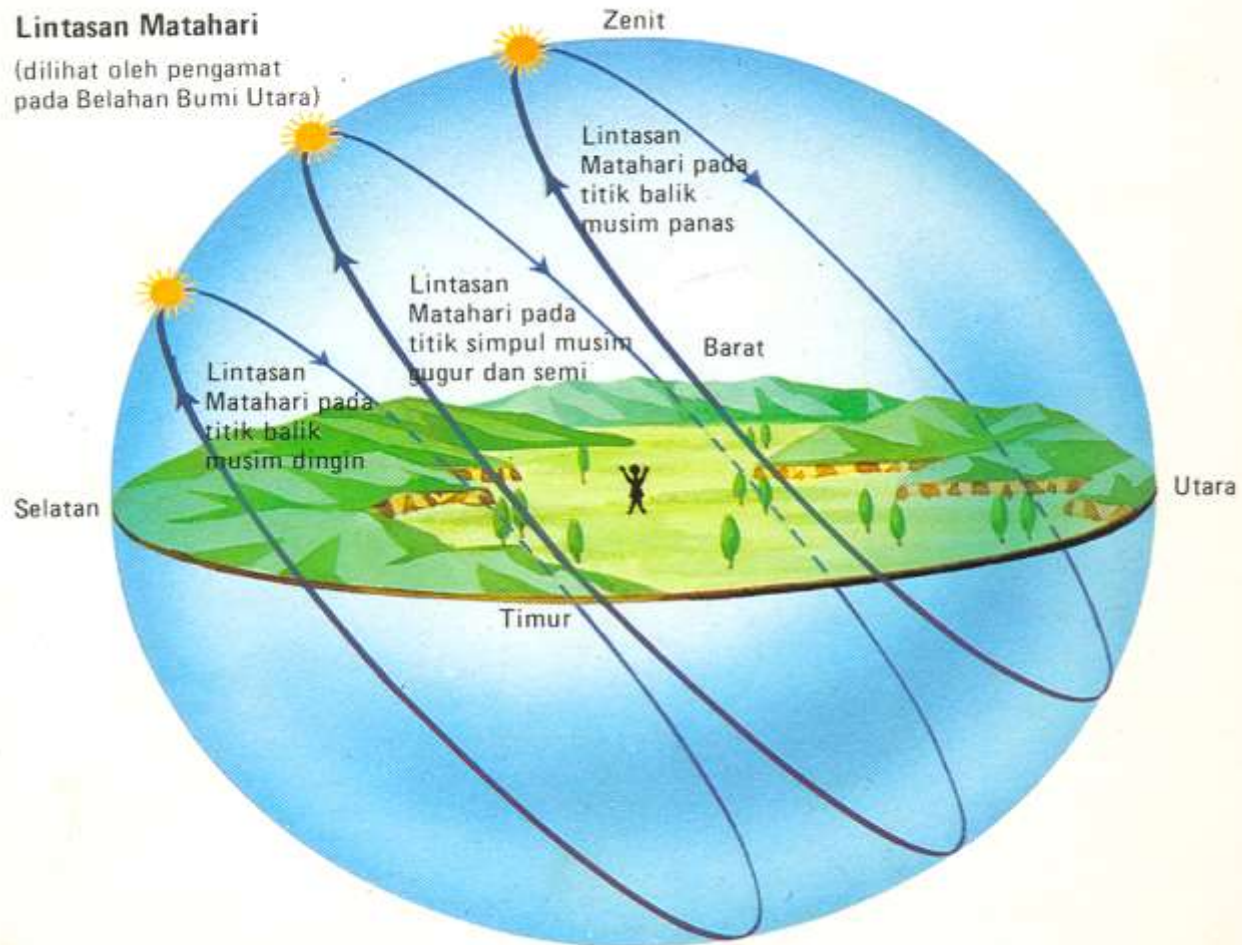 Lintasan Matahari
(dilihat oleh pengamat
pada Belahan Bumi Utara)
Zenit
Lintasan
Matahari pada
titik balik
musim panas
Lintasan
Matahari pada
titik simpul musim
gugur dan semi
Barat
Lintasan
Matahari pada
titik balik
musim dingin
Selatan
Utara
Timur